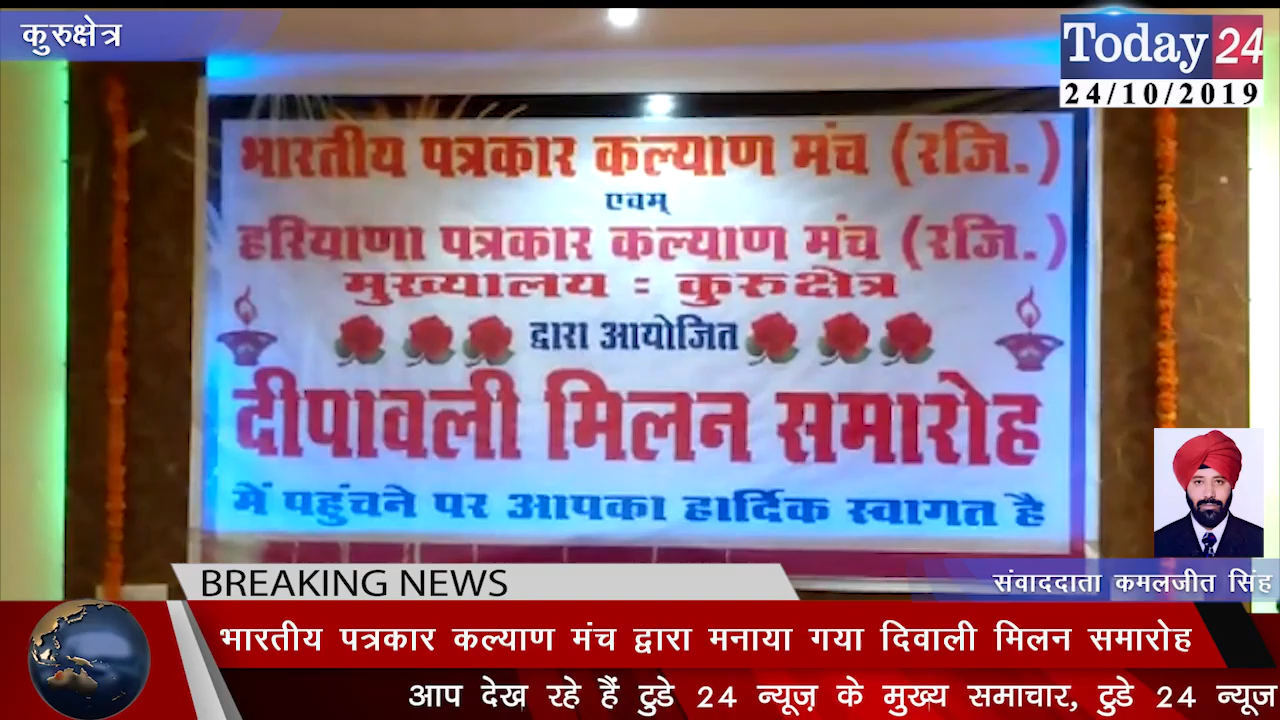 कुरुक्षेत्र
Today 24
24/10/2019
भारतीय पत्रकार कल्याण मंच (रजि.)
एवम्
हरियाणा पत्रकार कल्याण मंच (रजि.)
मुख्यालय : कुरुक्षेत्र
द्वारा आयोजित
दीपावली मिलन समारोह
में पहुंचने पर आपका हार्दिक स्वागत है
संवाददाता कमलजीत सिंह
BREAKING NEWS
भारतीय पत्रकार कल्याण मंच द्वारा मनाया गया दिवाली मिलन समारोह
आप देख रहे हैं टुडे 24 न्यूज़ के मुख्य समाचार, टुडे 24 न्यूज